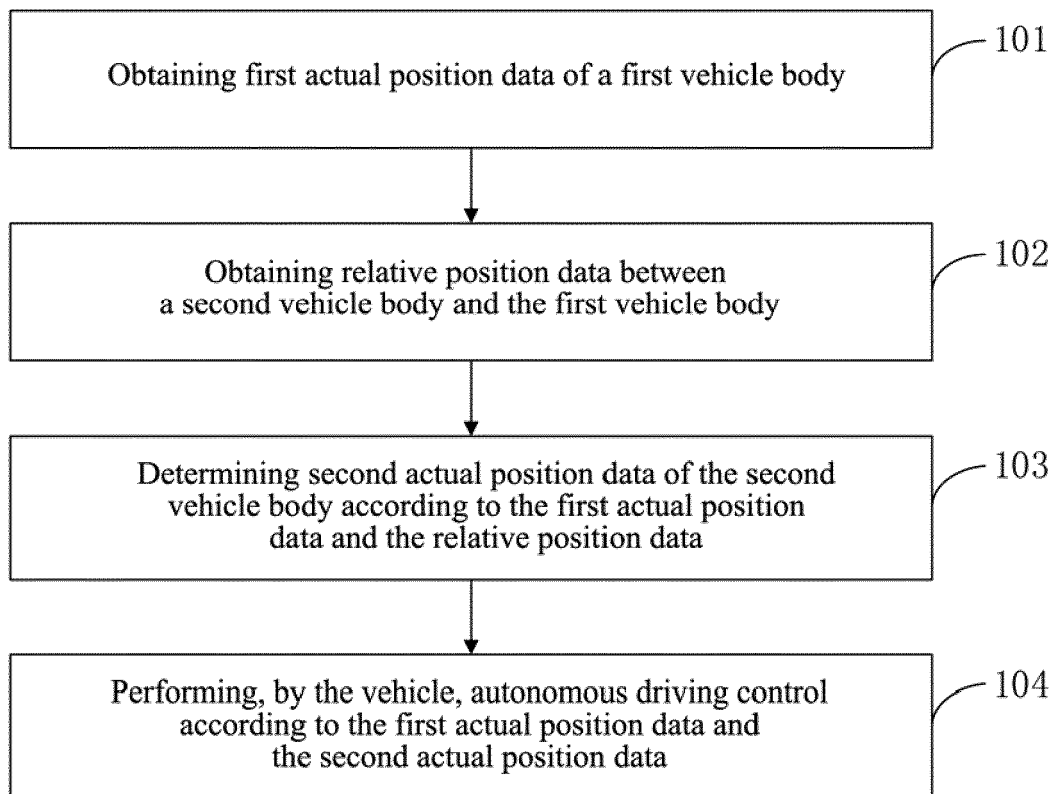 Obtaining first actual position data of a first vehicle body
101
Obtaining relative position data between
a second vehicle body and the first vehicle body
102
Determining second actual position data of the second
vehicle body according to the first actual position
data and the relative position data
103
Performing, by the vehicle, autonomous driving control
according to the first actual position data and
the second actual position data
104